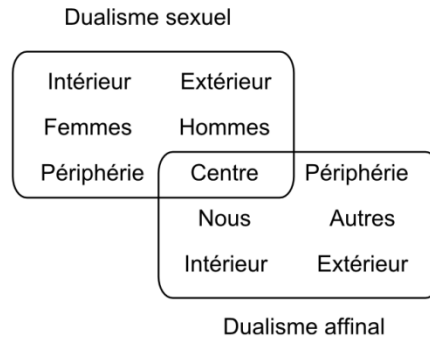 Dualisme sexuel
Intérieur Extérieur
Femmes Hommes
Périphérie Centre Périphérie
Nous Autres
Intérieur Extérieur
Dualisme affinal